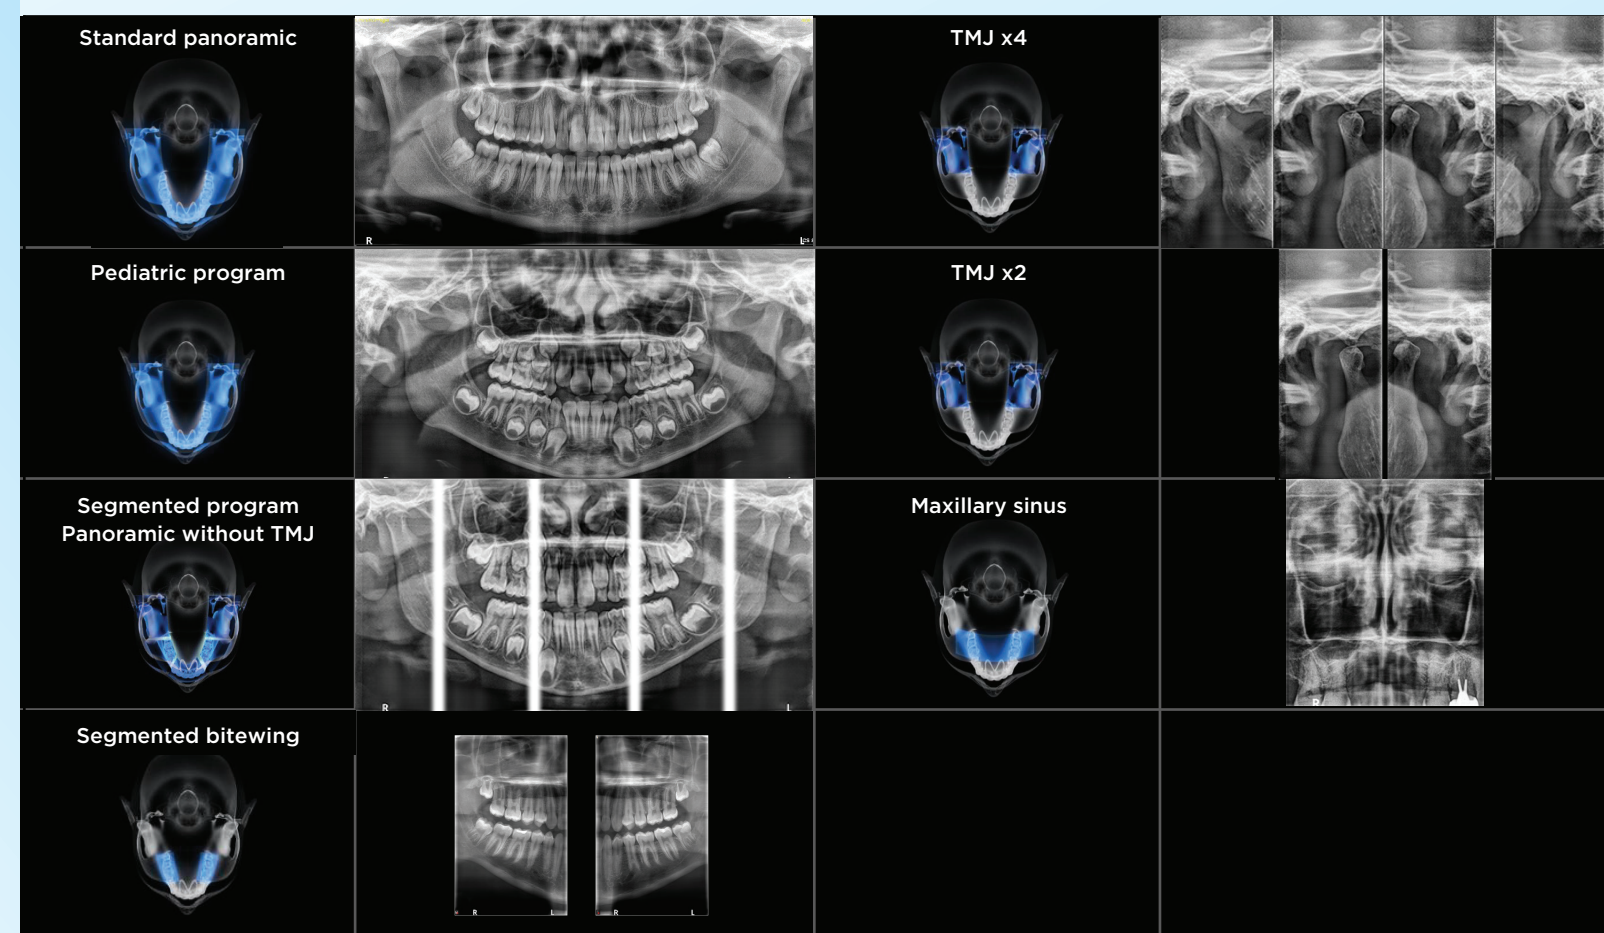 Standard panoramic
R
L
TMJ x4
Pediatric program
TMJ x2
Segmented program
Panoramic without TMJ
R
L
Maxillary sinus
R
Segmented bitewing
R
L
R
L